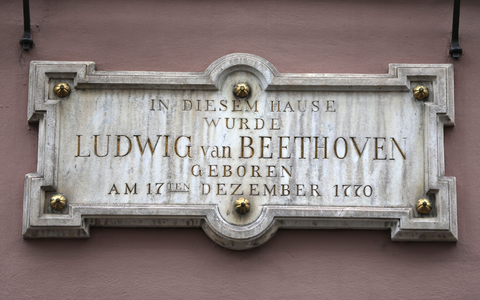 IN DIESEM HAUSE
WURDE
LUDWIG van BEETHOVEN
GEBOREN
AM 17TEN DEZEMBER 1770